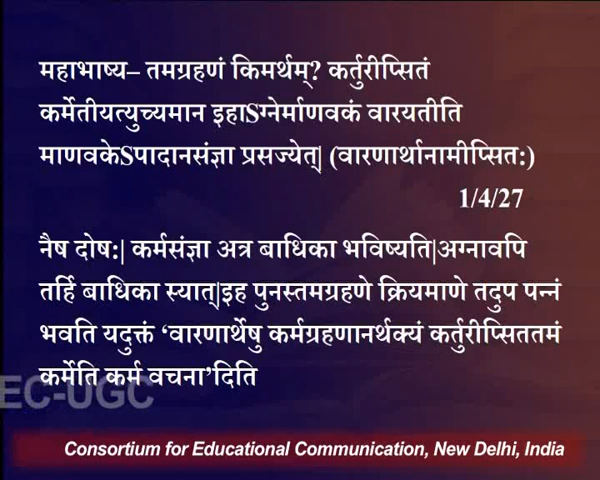 महाभाष्य– तमग्रहणं किमर्थम्? कर्तुरीप्सितं
कर्मेतीयत्युच्यमान इहाSग्नेर्माणवकं वारयतीति
माणवकेSपादानसंज्ञा प्रसज्येत्| (वारणार्थानामीप्सित:)
1/4/27
नैष दोष:| कर्मसंज्ञा अत्र बाधिका भविष्यति|अग्नावपि
तर्हि बाधिका स्यात्|इह पुनस्तमग्रहणे क्रियमाणे तदुप पन्नं
भवति यदुक्तं ‘वारणार्थेषु कर्मग्रहणानर्थक्यं कर्तुरीप्सिततमं
कर्मेति कर्म वचना’दिति
EC-UGC
Consortium for Educational Communication, New Delhi, India